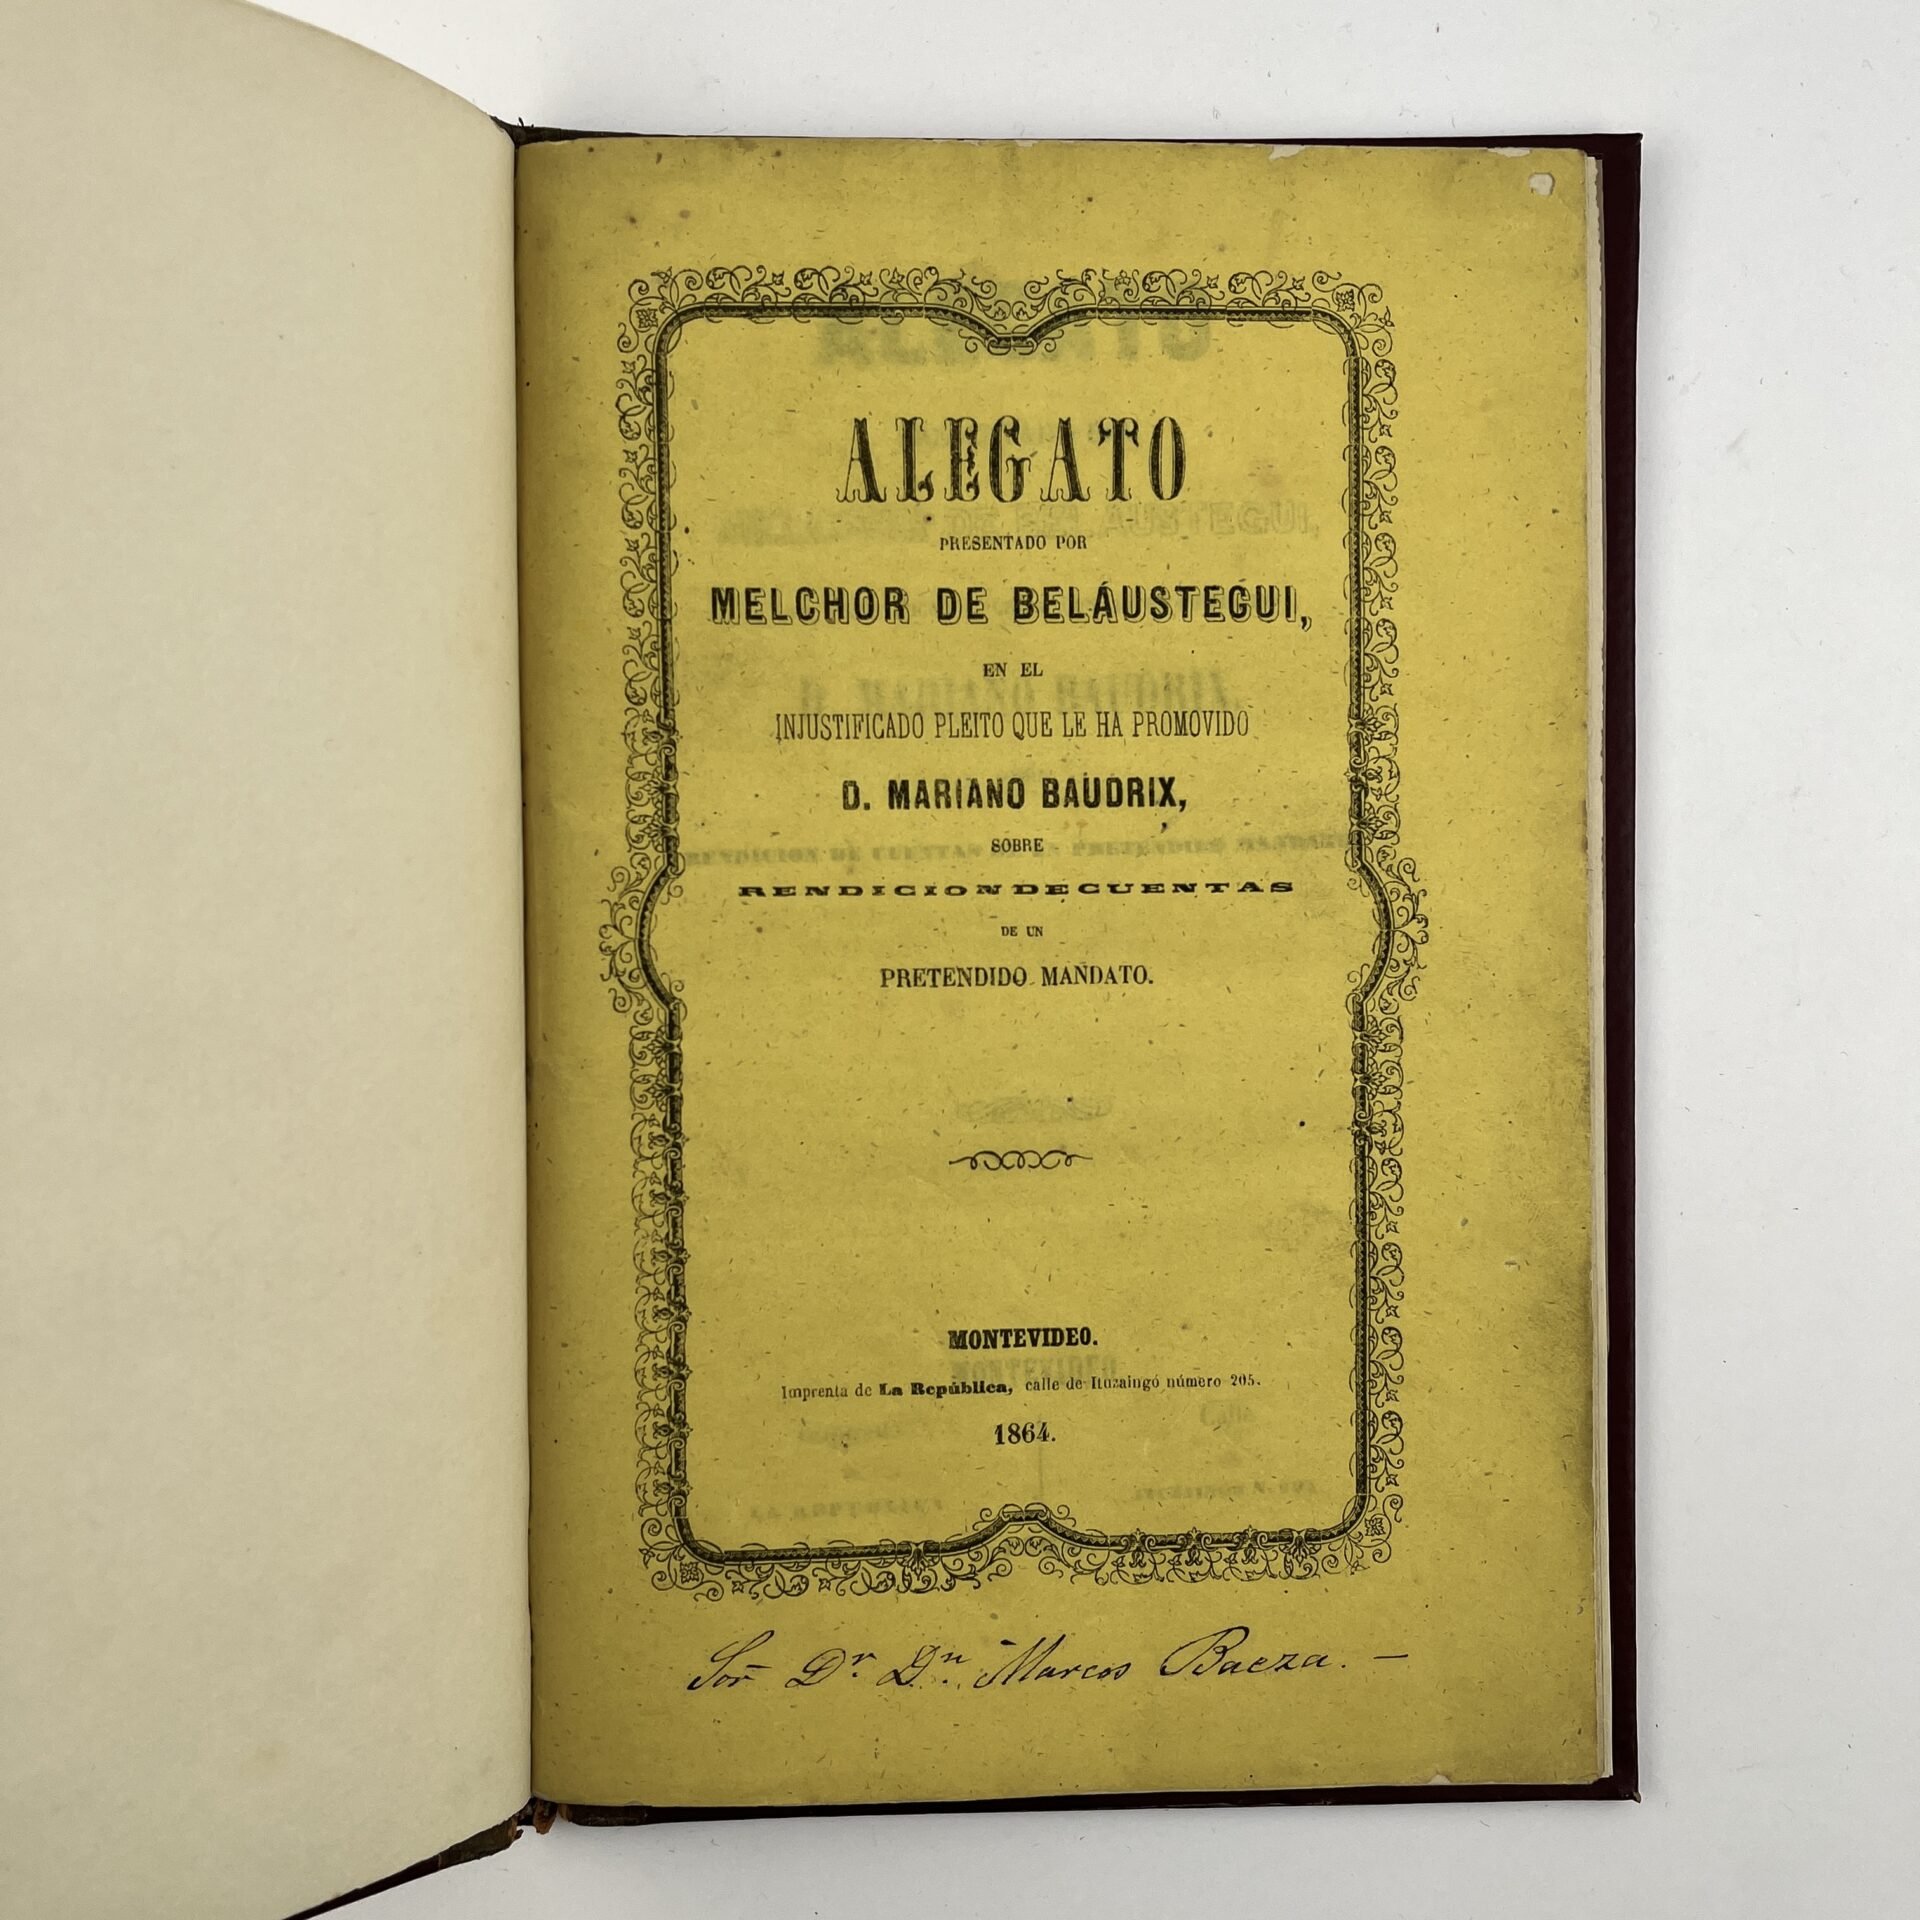 ALEGATO
PRESENTADO POR
MELCHOR DE BELÁUSTEGUI,
EN EL
INJUSTIFICADO PLEITO QUE LE HA PROMOVIDO
D. MARIANO BAUDRIX,
SOBRE
RENDICION DE CUENTAS
DE UN
PRETENDIDO MANDATO.
MONTEVIDEO.
Imprenta de La República, calle de Ituzaingó número 205.
1864.
Sor Dr. Dn. Marcos Baeza. —